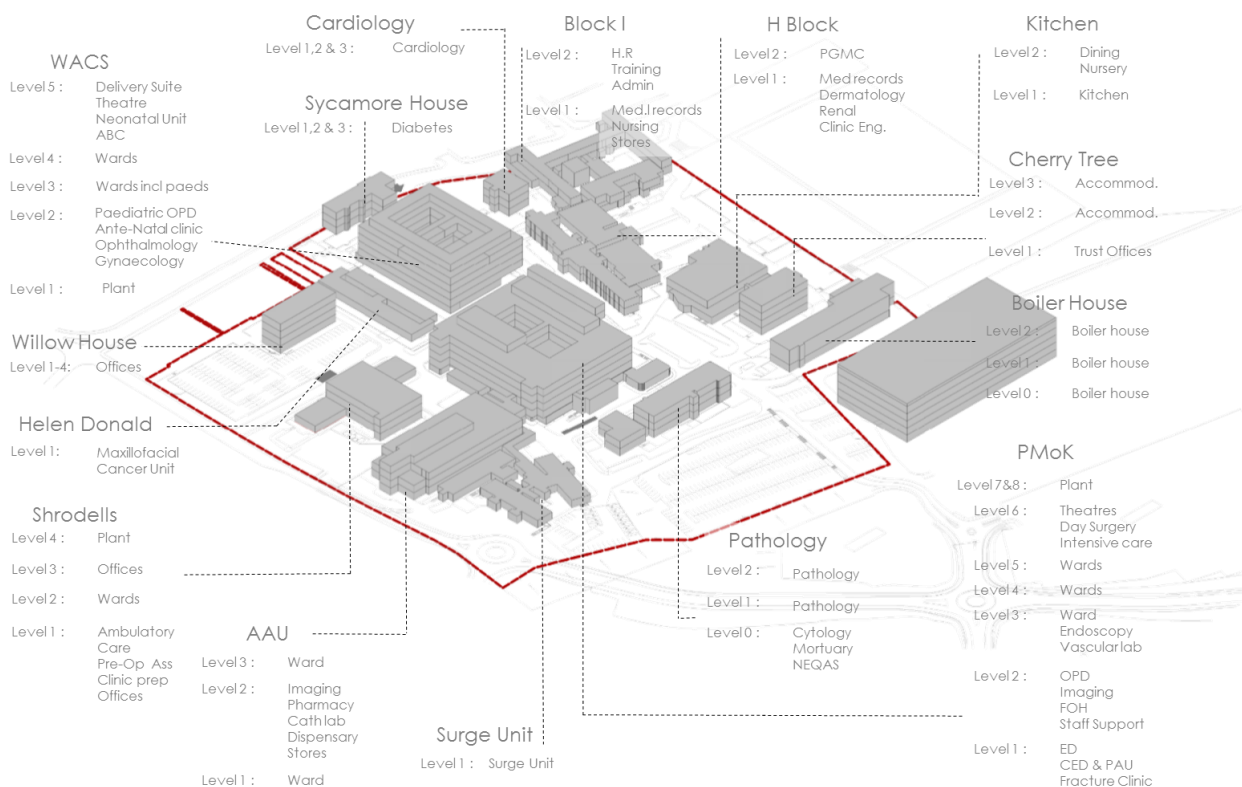 WACS
Level 5 : Delivery Suite
Theatre
Neonatal Unit
ABC
Level 4 : Wards
Level 3 : Wards incl paeds
Level 2 : Paediatric OPD
Ante-Natal clinic
Ophthalmology
Gynaecology
Level 1 : Plant
Cardiology
Level 1,2 & 3 : Cardiology
Sycamore House
Level 1,2 & 3 : Diabetes
Block I
Level 2 : H.R
Training
Admin
Level 1 : Med.l records
Nursing
Stores
H Block
Level 2 : PGMC
Level 1 : Med records
Dermatology
Renal
Clinic Eng.
Kitchen
Level 2 : Dining
Nursery
Level 1 : Kitchen
Cherry Tree
Level 3 : Accommod.
Level 2 : Accommod.
Level 1 : Trust Offices
Boiler House
Level 2 : Boiler house
Level 1 : Boiler house
Level 0 : Boiler house
Willow House
Level 1-4: Offices
Helen Donald
Level 1: Maxillofacial
Cancer Unit
Shrodells
Level 4 : Plant
Level 3 : Offices
Level 2 : Wards
Level 1 : Ambulatory
Care
Pre-Op Ass
Clinic prep
Offices
AAU
Level 3 : Ward
Level 2 : Imaging
Pharmacy
Cath lab
Dispensary
Stores
Level 1 : Ward
Surge Unit
Level 1 : Surge Unit
Pathology
Level 2 : Pathology
Level 1 : Pathology
Level 0 : Cytology
Mortuary
NEQAS
PMoK
Level 7&8 : Plant
Level 6 : Theatres
Day Surgery
Intensive care
Level 5 : Wards
Level 4 : Wards
Level 3 : Ward
Endoscopy
Vascular lab
Level 2 : OPD
Imaging
FOH
Staff Support
Level 1 : ED
CED & PAU
Fracture Clinic